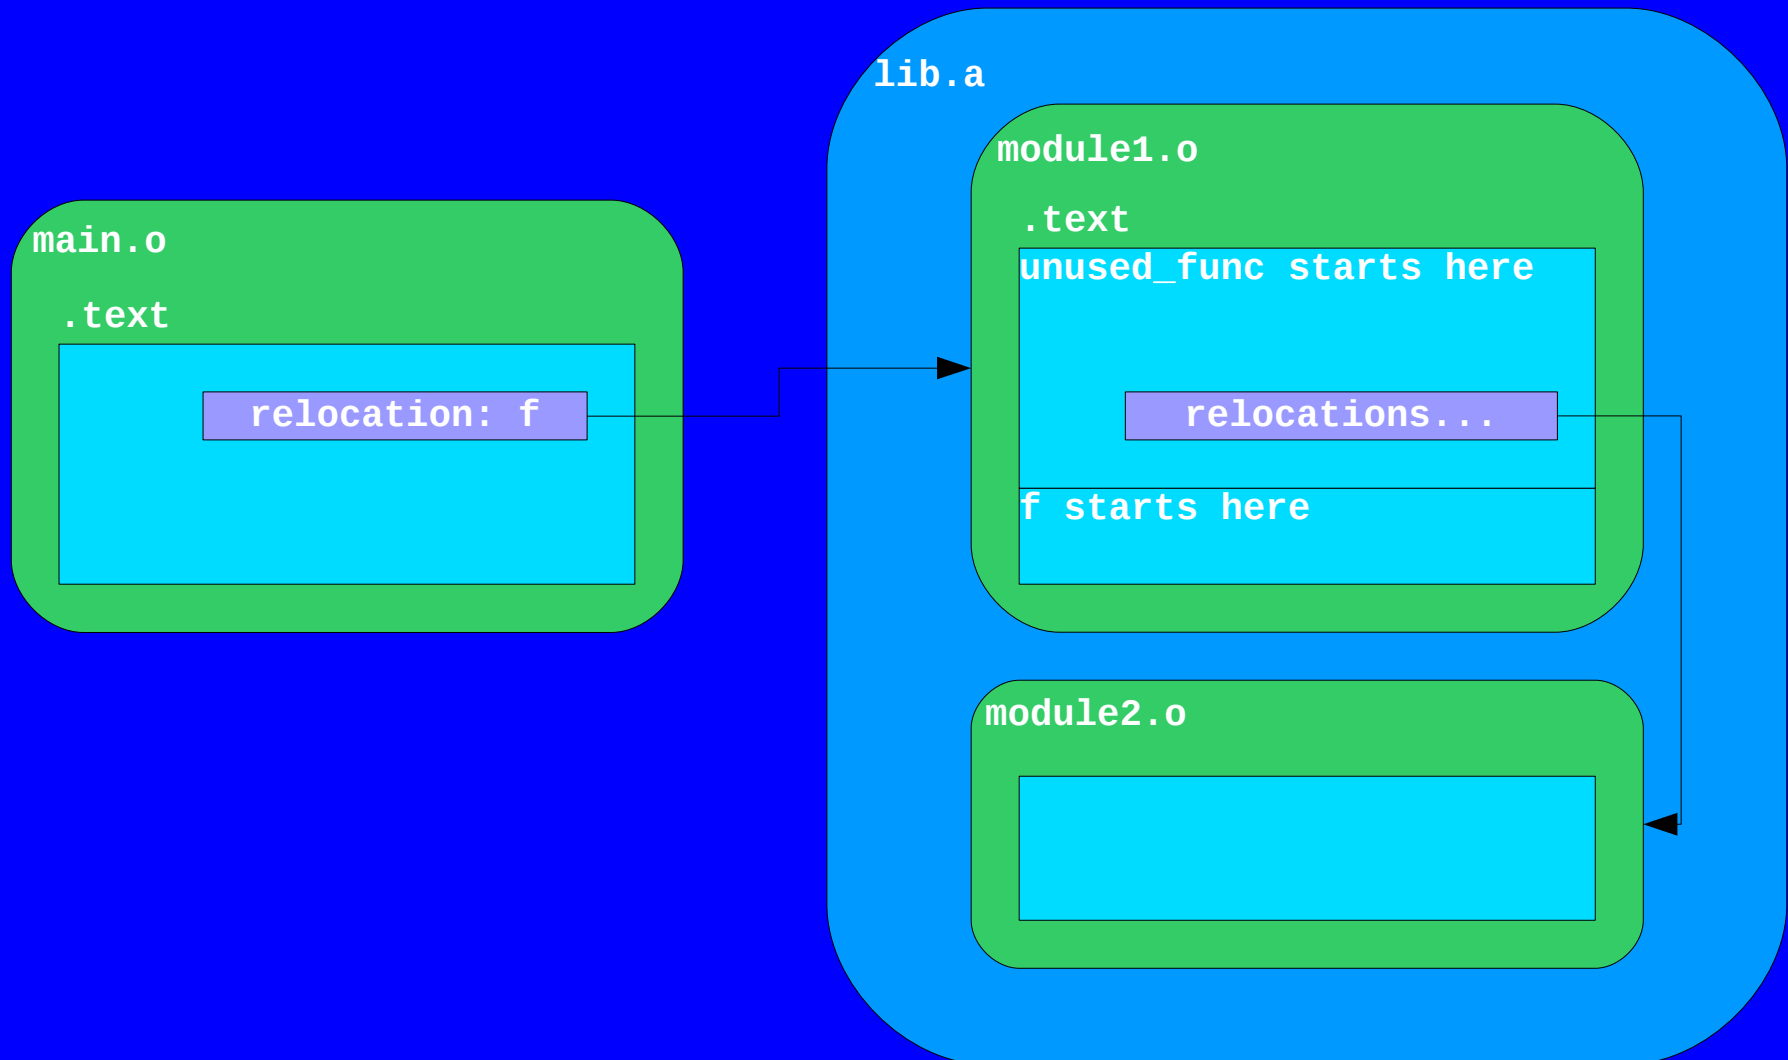 lib.a
module1.o
.text
unused_func starts here
relocations...
f starts here
main.o
.text
relocation: f
module2.o